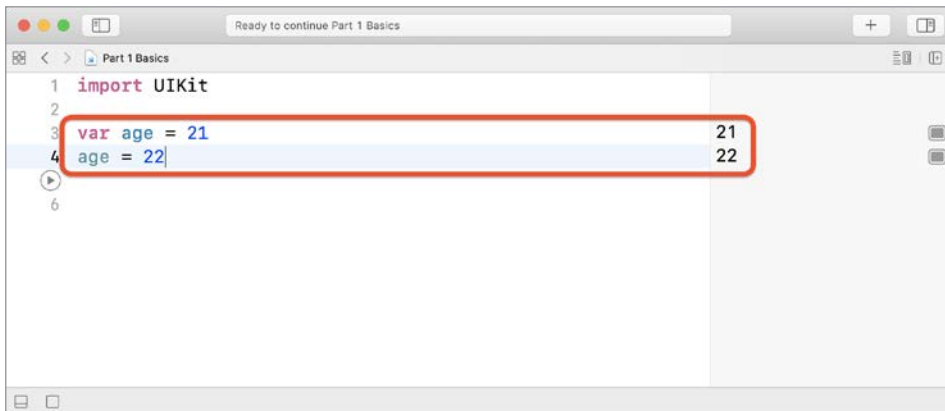 Ready to continue Part 1 Basics
Part 1 Basics
1 import UIKit
2
3 var age = 21 21
4 age = 22 22
6